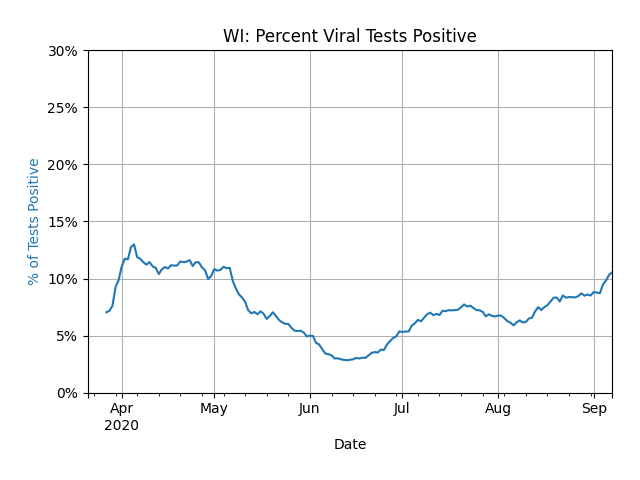 WI: Percent Viral Tests Positive
30%
25%
20%
15%
10%
5%
0%
% of Tests Positive
Apr May Jun Jul Aug Sep
2020
Date